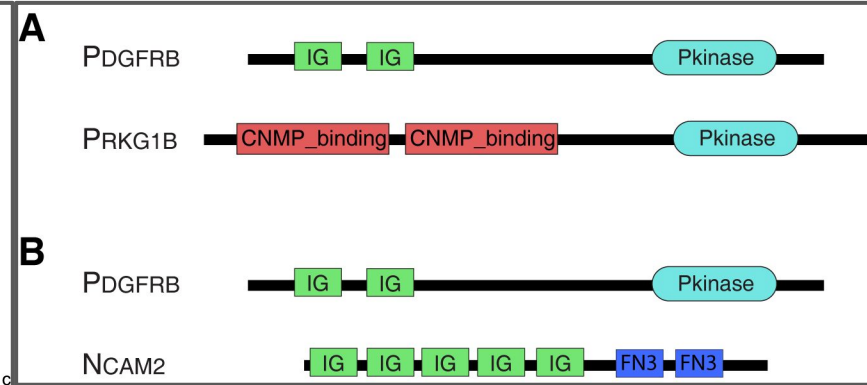 A
PDGFRB IG IG Pkinase
PRKG1B CNMP_binding CNMP_binding Pkinase
B
PDGFRB IG IG Pkinase
c NCAM2 IG IG IG IG IG FN3 FN3